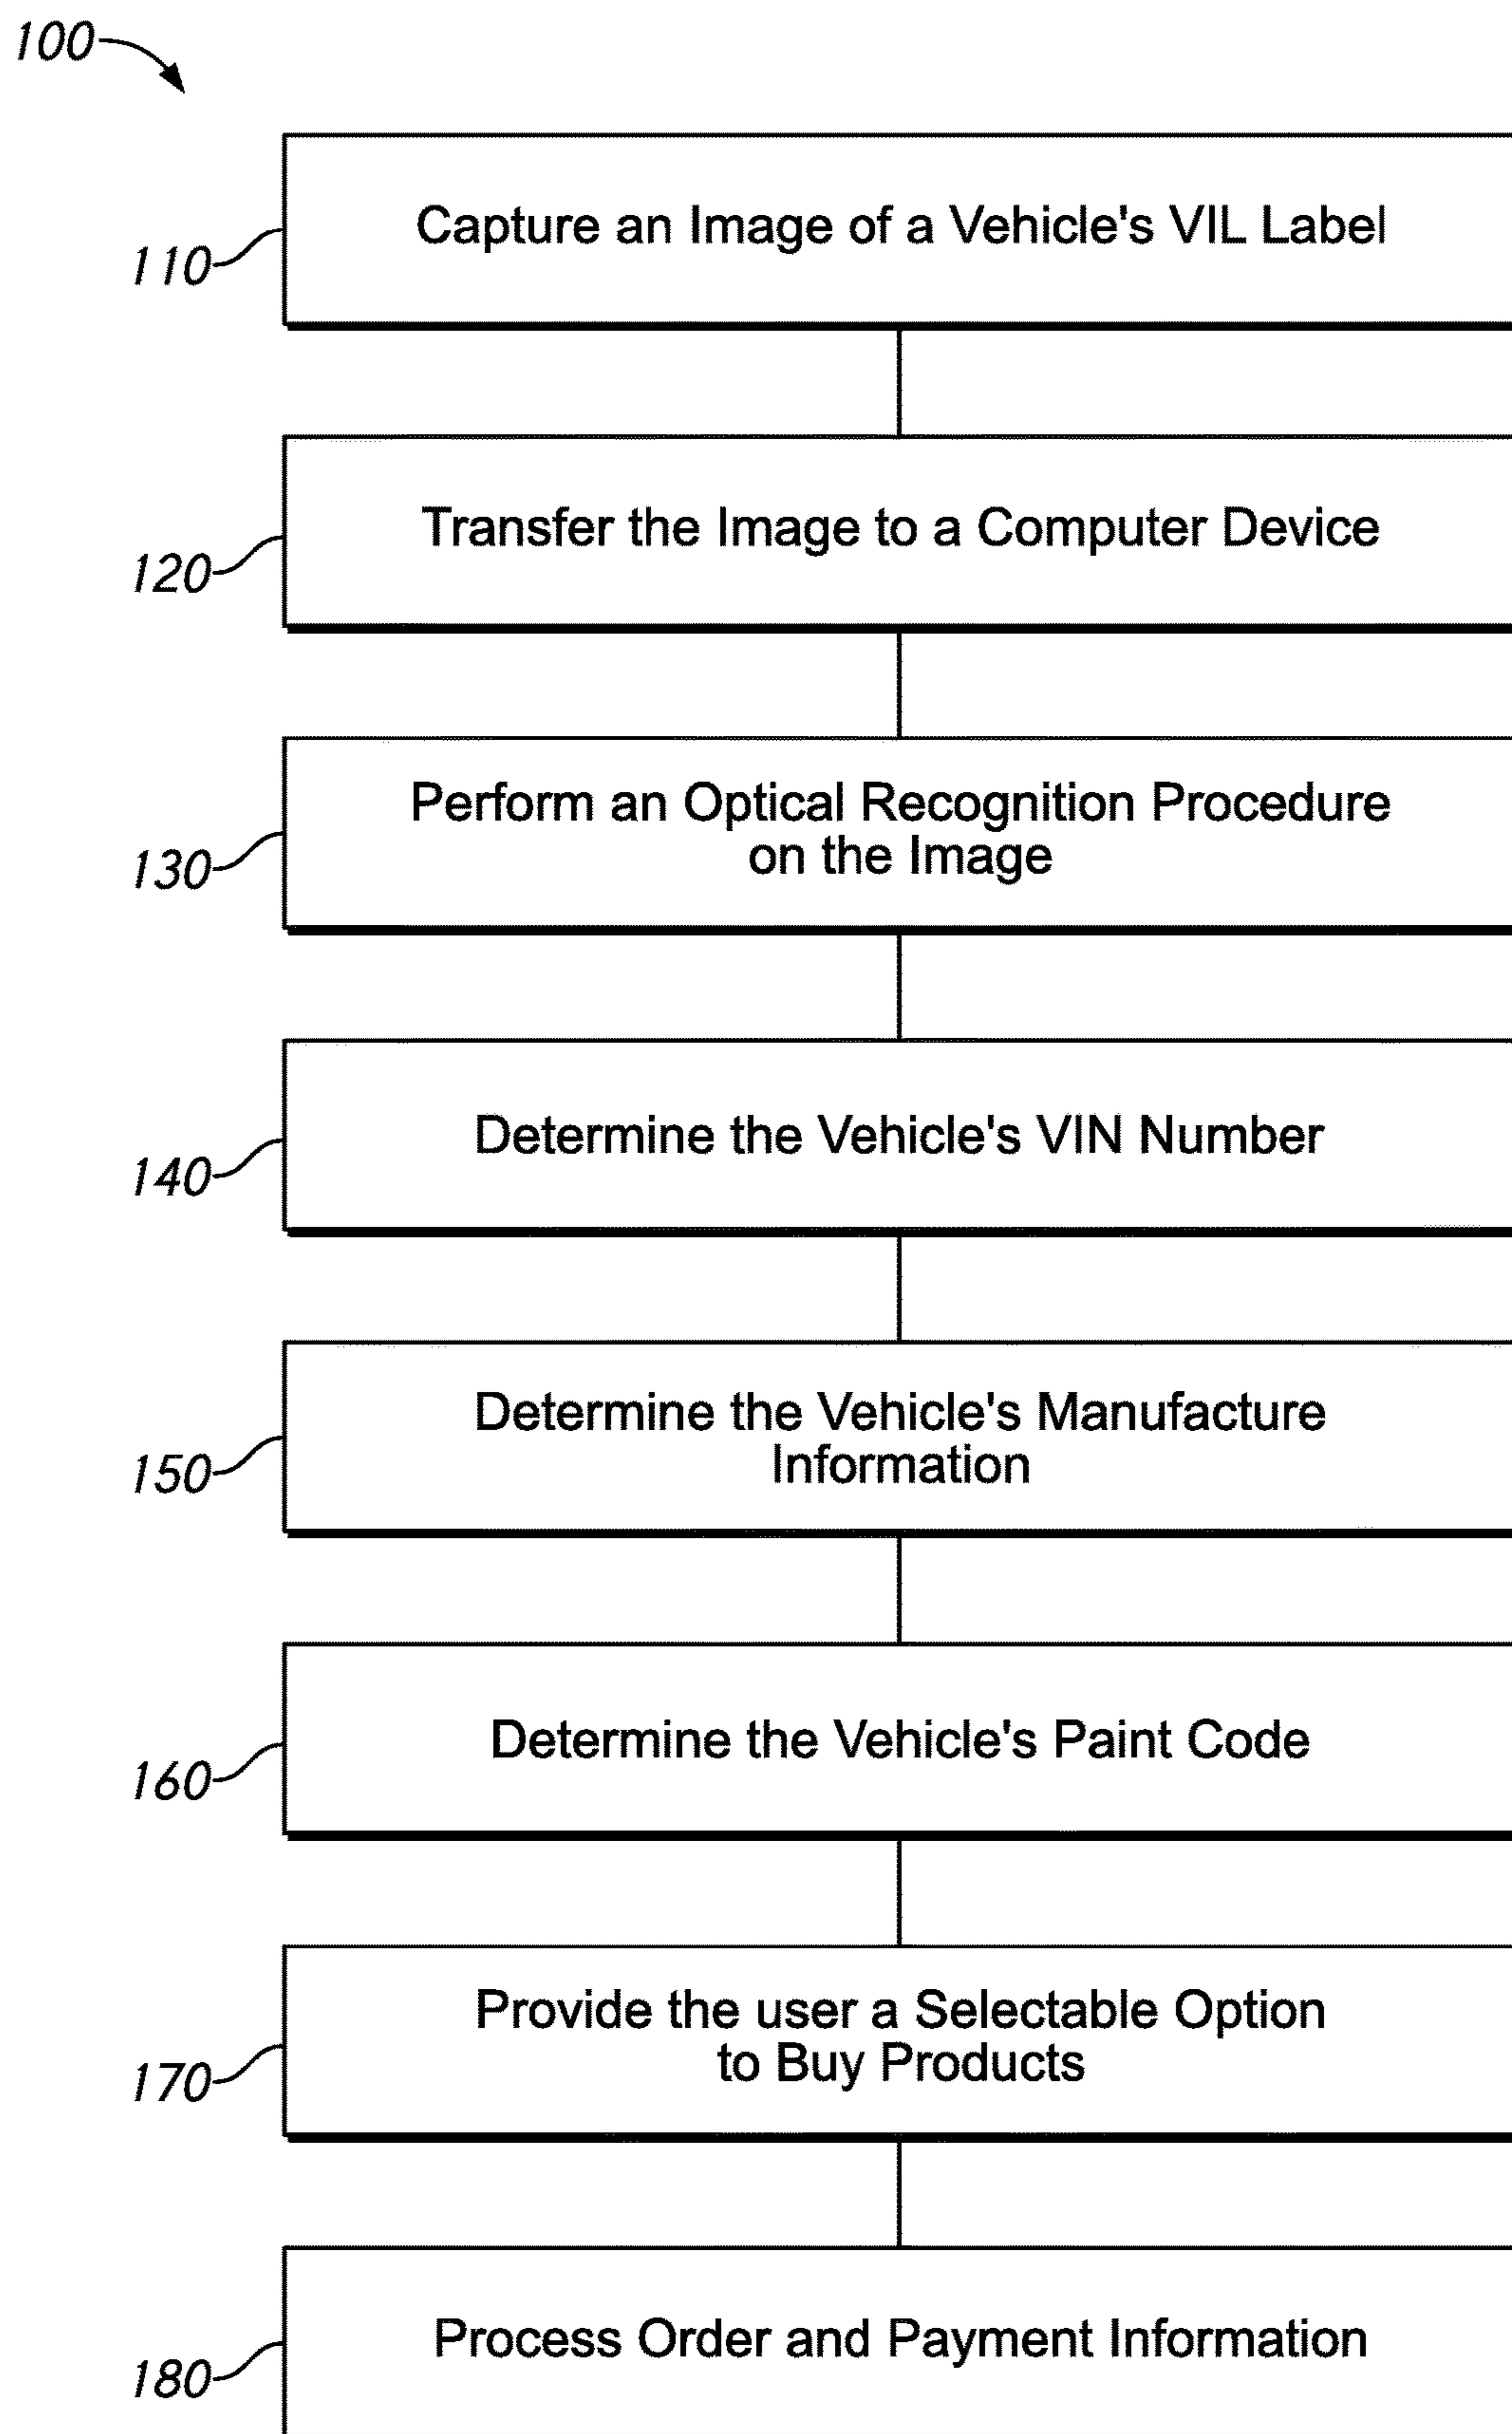 100
Capture an Image of a Vehicle's VIL Label
110
Transfer the Image to a Computer Device
120
Perform an Optical Recognition Procedure
on the Image
130
Determine the Vehicle's VIN Number
140
Determine the Vehicle's Manufacture
Information
150
Determine the Vehicle's Paint Code
160
Provide the user a Selectable Option
to Buy Products
170
Process Order and Payment Information
180